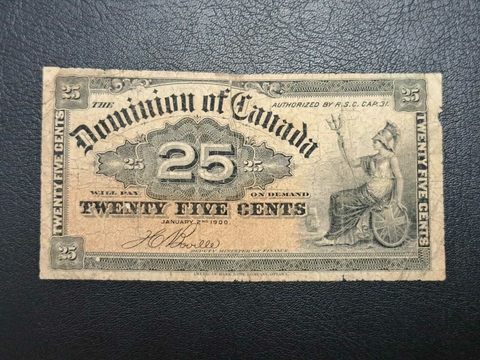 25 25
THE AUTHORIZED BY R.S.C. CAP. 31.
Dominion of Canada
TWENTY FIVE CENTS
25 25 25
TWENTY FIVE CENTS
WILL PAY ON DEMAND
TWENTY FIVE CENTS
JANUARY 2ND 1900
DEPUTY MINISTER OF FINANCE.
25